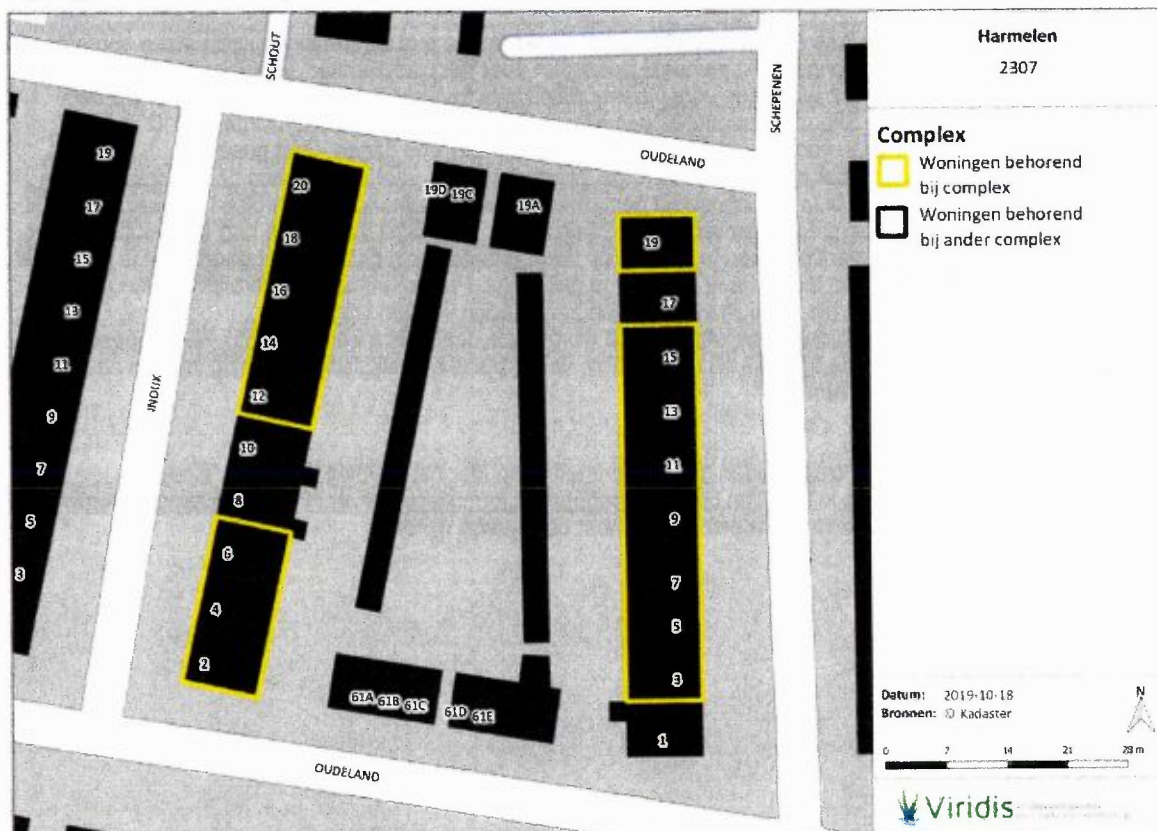 SCHOUT
SCHEPENEN
OUDELAND
IJNDIJK
19
17
15
13
11
9
7
5
3
20
18
16
14
12
10
8
6
4
2
19D
19C
19A
19
17
15
13
11
9
7
5
3
1
61A
61B
61C
61D
61E
OUDELAND
Harmelen
2307
Complex
Woningen behorend
bij complex
Woningen behorend
bij ander complex
Datum: 2019-10-18
Bronnen: © Kadaster
N
0 7 14 21 28 m
Viridis